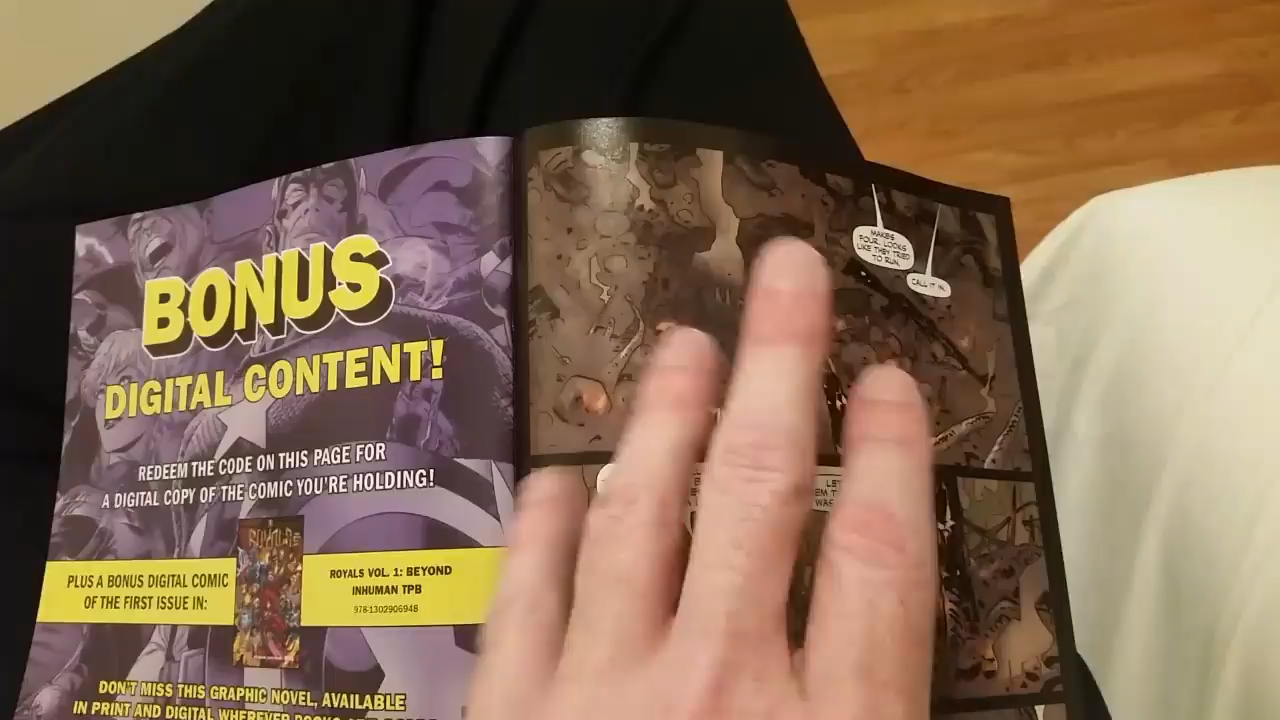 BONUS
DIGITAL CONTENT!
REDEEM THE CODE ON THIS PAGE FOR
A DIGITAL COPY OF THE COMIC YOU'RE HOLDING!
PLUS A BONUS DIGITAL COMIC
OF THE FIRST ISSUE IN:
ROYALS
ROYALS VOL. 1: BEYOND
INHUMAN TPB
978-1302906948
DON'T MISS THIS GRAPHIC NOVEL, AVAILABLE
IN PRINT AND DIGITAL WHEREVER
MAKES
FOUR. LOOKS
LIKE THEY TRIED
TO RUN.
CALL IT IN.